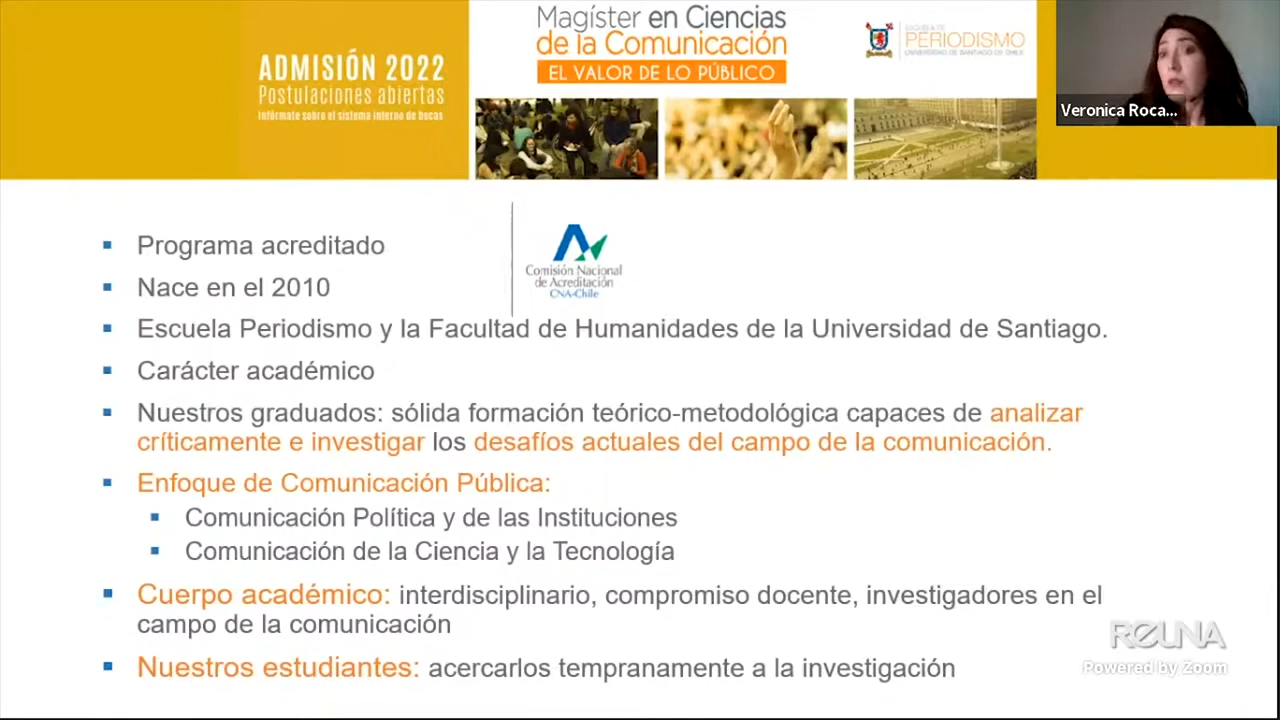 ADMISIÓN 2022
Postulaciones abiertas
Infórmate sobre el sistema interno de becas
Magíster en Ciencias
de la Comunicación
EL VALOR DE LO PÚBLICO
ESCUELA DE
PERIODISMO
UNIVERSIDAD DE SANTIAGO DE CHILE
Veronica Roca...
Programa acreditado
Comisión Nacional
de Acreditación
CNA-Chile
Nace en el 2010
Escuela Periodismo y la Facultad de Humanidades de la Universidad de Santiago.
Carácter académico
Nuestros graduados: sólida formación teórico-metodológica capaces de analizar
críticamente e investigar los desafíos actuales del campo de la comunicación.
Enfoque de Comunicación Pública:
Comunicación Política y de las Instituciones
Comunicación de la Ciencia y la Tecnología
Cuerpo académico: interdisciplinario, compromiso docente, investigadores en el
campo de la comunicación
Nuestros estudiantes: acercarlos tempranamente a la investigación
REUNA
Powered by Zoom